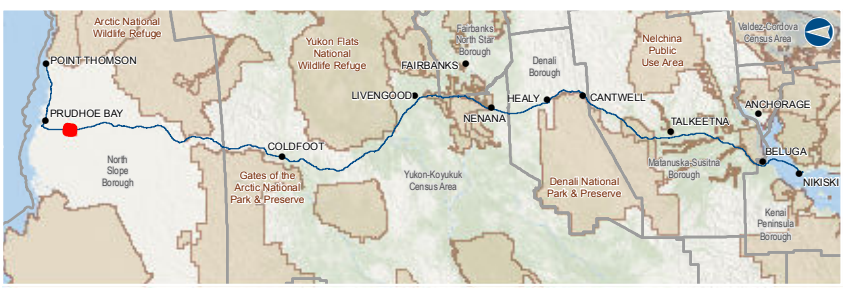 Arctic National
Wildlife Refuge
POINT THOMSON
PRUDHOE BAY
North
Slope
Borough
COLDFOOT
Gates of the
Arctic National
Park & Preserve
Yukon Flats
National
Wildlife Refuge
LIVENGOOD
Yukon-Koyukuk
Census Area
Fairbanks
North Star
Borough
FAIRBANKS
NENANA
Denali
Borough
HEALY
CANTWELL
Denali National
Park & Preserve
Nelchina
Public
Use Area
TALKEETNA
Matanuska-Susitna
Borough
Valdez-Cordova
Census Area
ANCHORAGE
BELUGA
NIKISKI
Kenai
Peninsula
Borough